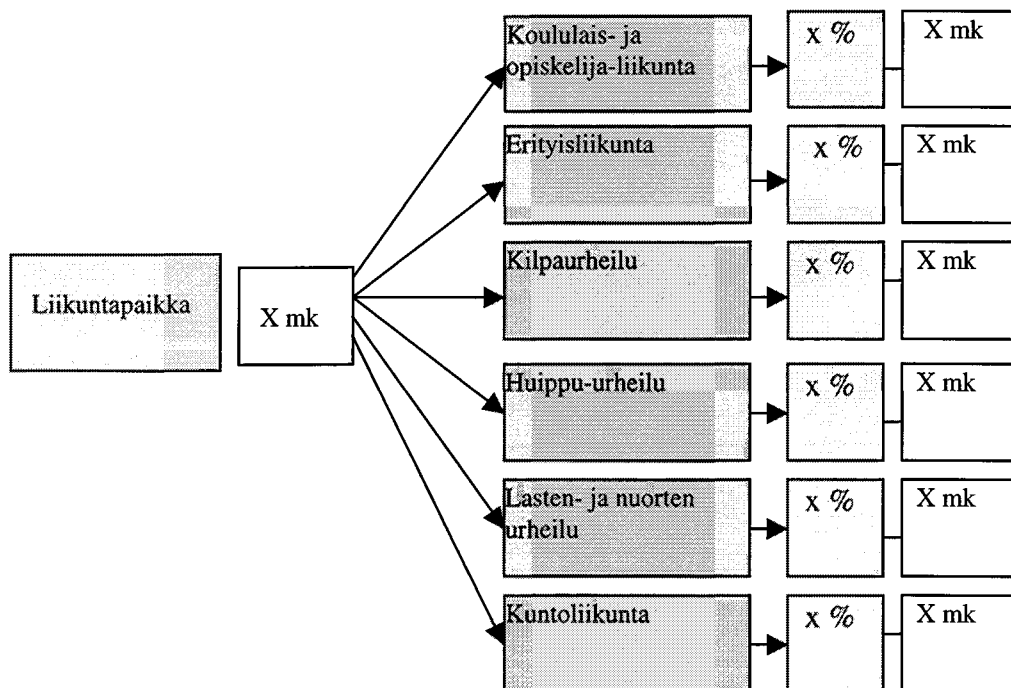 Koululais- ja
opiskelija-liikunta
x %
X mk
Erityisliikunta
x %
X mk
Kilpaurheilu
x %
X mk
Liikuntapaikka
X mk
Huippu-urheilu
x %
X mk
Lasten- ja nuorten
urheilu
x %
X mk
Kuntoliikunta
x %
X mk